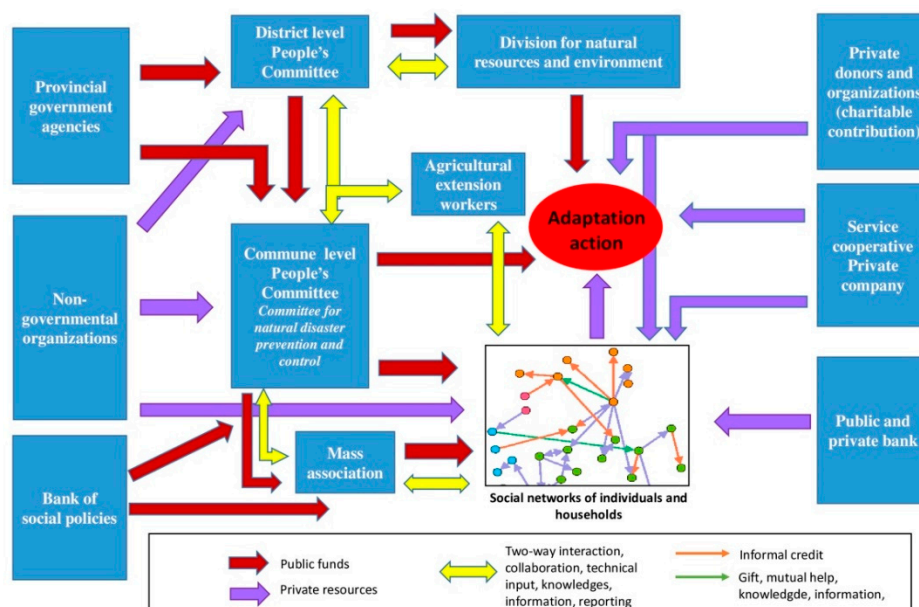 District level
People's
Committee
Division for natural
resources and environment
Private
donors and
organizations
(charitable
contribution)
Provincial
government
agencies
Agricultural
extension
workers
Adaptation
action
Service
cooperative
Private
company
Commune level
People's
Committee
Committee for
natural disaster
prevention and
control
Non-
governmental
organizations
Public and
private bank
Mass
association
Bank of
social policies
Social networks of individuals and
households
Public funds
Private resources
Two-way interaction,
collaboration, technical
input, knowledges,
information, reporting
Informal credit
Gift, mutual help,
knowledgde, information,